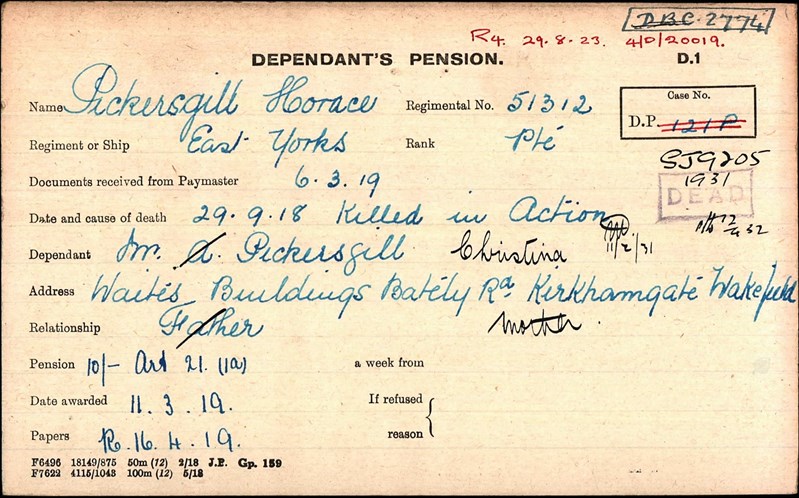 D.B.C. 2774
R4. 29.8.23. 4/D/20019.
DEPENDANT'S PENSION. D.1
Name Pickersgill Horace Regimental No. 51312
Case No.
D.P. 121P
Regiment or Ship East Yorks Rank Pte
SJ9205
Documents received from Paymaster 6.3.19
1931
DEAD
Date and cause of death 29.9.18 Killed in Action
Dependant A. Pickersgill Christina 11/2/31
Address Waites Buildings Bately Rd Kirkhamgate Wakefield
Relationship Father Mother
Pension 10/- Art 21. (1a) a week from
Date awarded 11.3.19. If refused
Papers R.16.4.19. reason
F6496 18149/875 50m (12) 2/18 J.P. Gp. 159
F7622 4115/1043 100m (12) 5/18